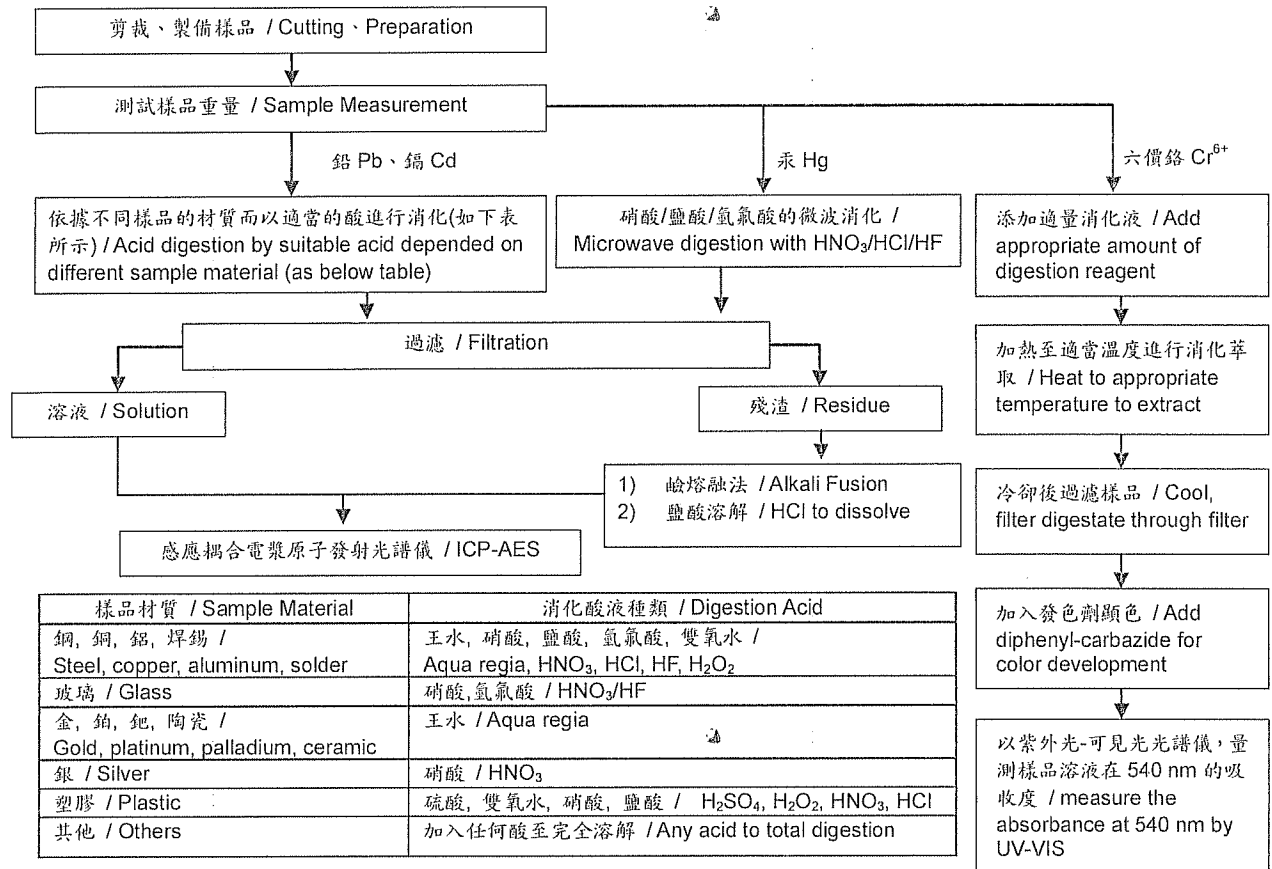 剪裁、製備樣品 / Cutting、Preparation
測試樣品重量 / Sample Measurement
鉛 Pb、鎘 Cd
汞 Hg
六價鉻 Cr⁶⁺
依據不同樣品的材質而以適當的酸進行消化(如下表
所示) / Acid digestion by suitable acid depended on
different sample material (as below table)
硝酸/鹽酸/氫氟酸的微波消化 /
Microwave digestion with HNO₃/HCl/HF
添加適量消化液 / Add
appropriate amount of
digestion reagent
過濾 / Filtration
加熱至適當溫度進行消化萃
取 / Heat to appropriate
temperature to extract
溶液 / Solution
殘渣 / Residue
1) 鹼熔融法 / Alkali Fusion
2) 鹽酸溶解 / HCl to dissolve
冷卻後過濾樣品 / Cool,
filter digestate through filter
感應耦合電漿原子發射光譜儀 / ICP-AES
加入發色劑顯色 / Add
diphenyl-carbazide for
color development
以紫外光-可見光光譜儀,量
測樣品溶液在 540 nm 的吸
收度 / measure the
absorbance at 540 nm by
UV-VIS
樣品材質 / Sample Material
消化酸液種類 / Digestion Acid
鋼, 銅, 鋁, 焊錫 /
Steel, copper, aluminum, solder
王水, 硝酸, 鹽酸, 氫氟酸, 雙氧水 /
Aqua regia, HNO₃, HCl, HF, H₂O₂
玻璃 / Glass
硝酸,氫氟酸 / HNO₃/HF
金, 鉑, 鈀, 陶瓷 /
Gold, platinum, palladium, ceramic
王水 / Aqua regia
銀 / Silver
硝酸 / HNO₃
塑膠 / Plastic
硫酸, 雙氧水, 硝酸, 鹽酸 / H₂SO₄, H₂O₂, HNO₃, HCl
其他 / Others
加入任何酸至完全溶解 / Any acid to total digestion